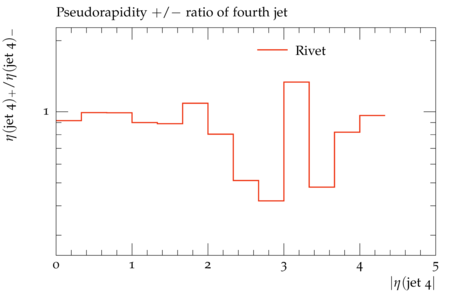 Pseudorapidity +/− ratio of fourth jet
η(jet 4)₊/η(jet 4)₋
Rivet
1
0 1 2 3 4 5
|η(jet 4|